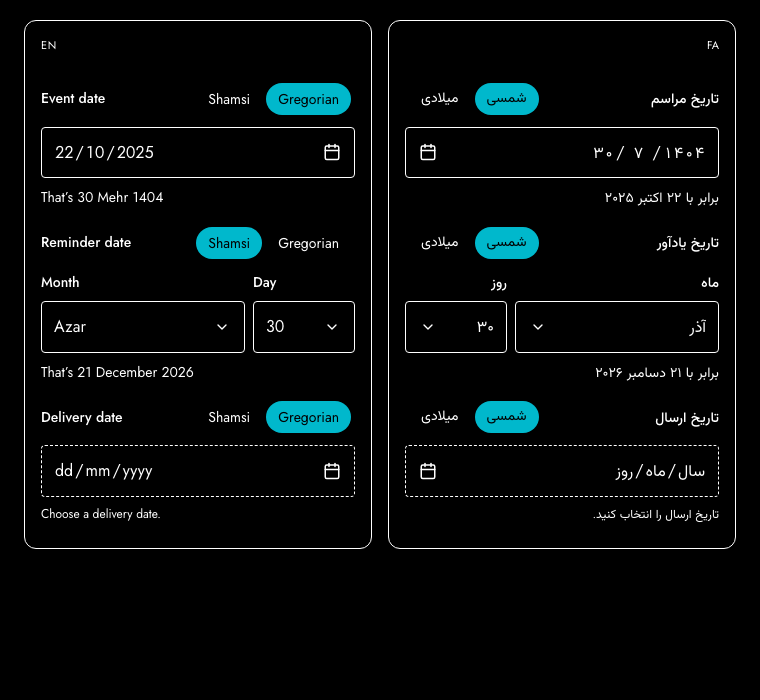 EN
Event date
Shamsi
Gregorian
22/10/2025
That's 30 Mehr 1404
Reminder date
Shamsi
Gregorian
Month
Day
Azar
30
That's 21 December 2026
Delivery date
Shamsi
Gregorian
dd/mm/yyyy
Choose a delivery date.
FA
تاریخ مراسم
شمسی
میلادی
۱۴۰۴/ ۷ /۳۰
برابر با ۲۲ اکتبر ۲۰۲۵
تاریخ یادآور
شمسی
میلادی
ماه
روز
آذر
۳۰
برابر با ۲۱ دسامبر ۲۰۲۶
تاریخ ارسال
شمسی
میلادی
سال/ماه/روز
تاریخ ارسال را انتخاب کنید.